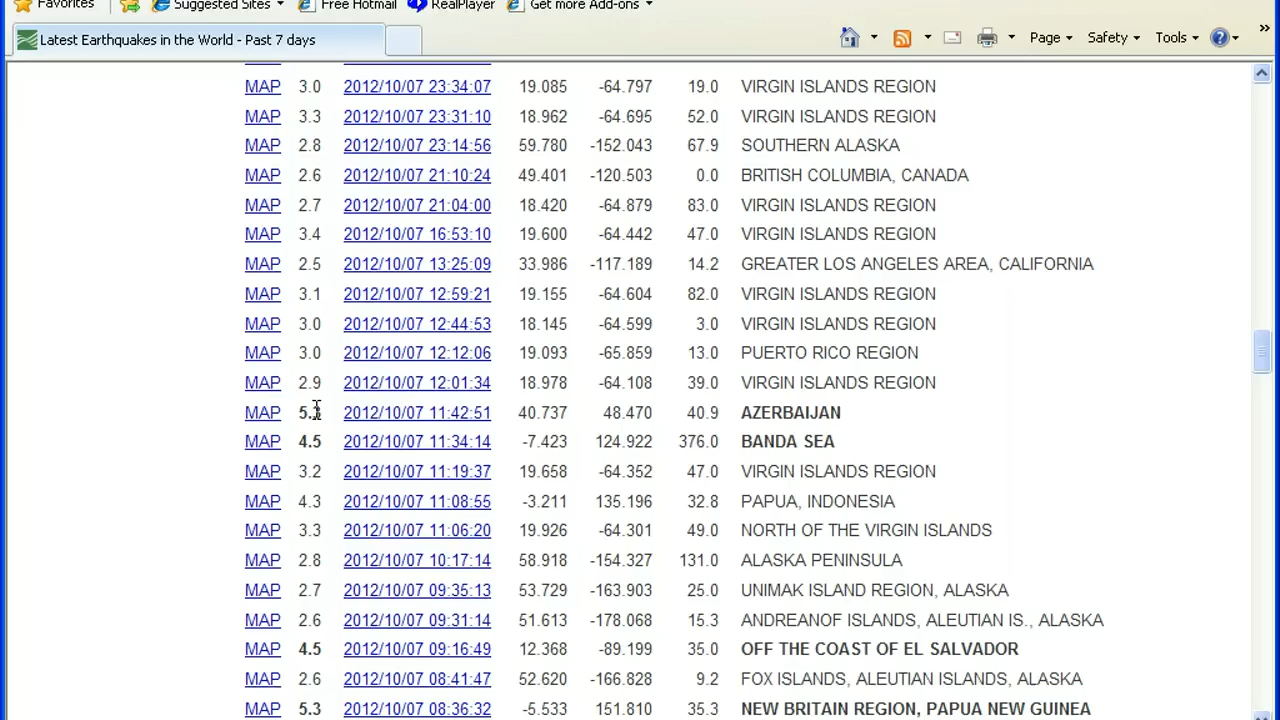 Favorites Suggested Sites Free Hotmail RealPlayer Get more Add-ons
Latest Earthquakes in the World - Past 7 days Page Safety Tools
MAP 3.0 2012/10/07 23:34:07 19.085 -64.797 19.0 VIRGIN ISLANDS REGION
MAP 3.3 2012/10/07 23:31:10 18.962 -64.695 52.0 VIRGIN ISLANDS REGION
MAP 2.8 2012/10/07 23:14:56 59.780 -152.043 67.9 SOUTHERN ALASKA
MAP 2.6 2012/10/07 21:10:24 49.401 -120.503 0.0 BRITISH COLUMBIA, CANADA
MAP 2.7 2012/10/07 21:04:00 18.420 -64.879 83.0 VIRGIN ISLANDS REGION
MAP 3.4 2012/10/07 16:53:10 19.600 -64.442 47.0 VIRGIN ISLANDS REGION
MAP 2.5 2012/10/07 13:25:09 33.986 -117.189 14.2 GREATER LOS ANGELES AREA, CALIFORNIA
MAP 3.1 2012/10/07 12:59:21 19.155 -64.604 82.0 VIRGIN ISLANDS REGION
MAP 3.0 2012/10/07 12:44:53 18.145 -64.599 3.0 VIRGIN ISLANDS REGION
MAP 3.0 2012/10/07 12:12:06 19.093 -65.859 13.0 PUERTO RICO REGION
MAP 2.9 2012/10/07 12:01:34 18.978 -64.108 39.0 VIRGIN ISLANDS REGION
MAP 2012/10/07 11:42:51 40.737 48.470 40.9 AZERBAIJAN
MAP 4.5 2012/10/07 11:34:14 -7.423 124.922 376.0 BANDA SEA
MAP 3.2 2012/10/07 11:19:37 19.658 -64.352 47.0 VIRGIN ISLANDS REGION
MAP 4.3 2012/10/07 11:08:55 -3.211 135.196 32.8 PAPUA, INDONESIA
MAP 3.3 2012/10/07 11:06:20 19.926 -64.301 49.0 NORTH OF THE VIRGIN ISLANDS
MAP 2.8 2012/10/07 10:17:14 58.918 -154.327 131.0 ALASKA PENINSULA
MAP 2.7 2012/10/07 09:35:13 53.729 -163.903 25.0 UNIMAK ISLAND REGION, ALASKA
MAP 2.6 2012/10/07 09:31:14 51.613 -178.068 15.3 ANDREANOF ISLANDS, ALEUTIAN IS., ALASKA
MAP 4.5 2012/10/07 09:16:49 12.368 -89.199 35.0 OFF THE COAST OF EL SALVADOR
MAP 2.6 2012/10/07 08:41:47 52.620 -166.828 9.2 FOX ISLANDS, ALEUTIAN ISLANDS, ALASKA
MAP 5.3 2012/10/07 08:36:32 -5.533 151.810 35.3 NEW BRITAIN REGION, PAPUA NEW GUINEA